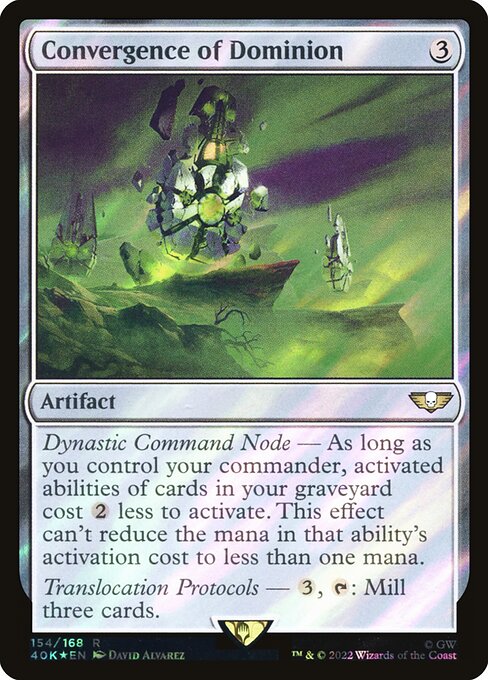 Convergence of Dominion 3
Artifact
Dynastic Command Node — As long as
you control your commander, activated
abilities of cards in your graveyard
cost 2 less to activate. This effect
can't reduce the mana in that ability's
activation cost to less than one mana.
Translocation Protocols — 3, : Mill
three cards.
154/168 R
40K★EN David Alvarez
© GW
™ & © 2022 Wizards of the Coast